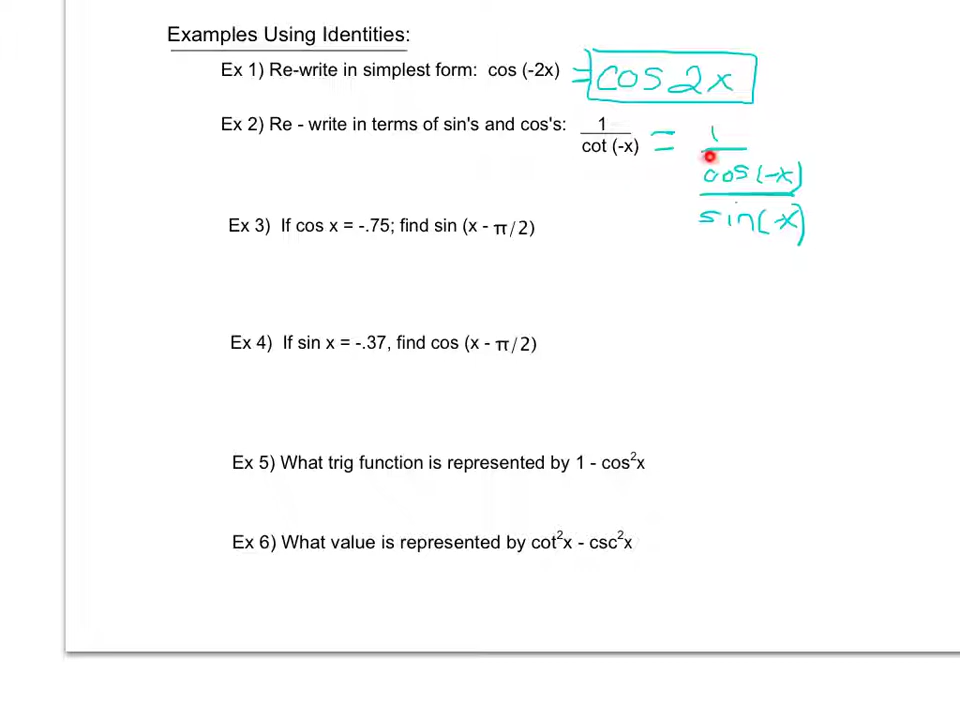 Examples Using Identities:
Ex 1) Re-write in simplest form: cos (-2x) = cos 2x
Ex 2) Re - write in terms of sin's and cos's: 1/cot (-x) = 1
cos (-x)
sin (-x)
Ex 3) If cos x = -.75; find sin (x - π/2)
Ex 4) If sin x = -.37, find cos (x - π/2)
Ex 5) What trig function is represented by 1 - cos²x
Ex 6) What value is represented by cot²x - csc²x